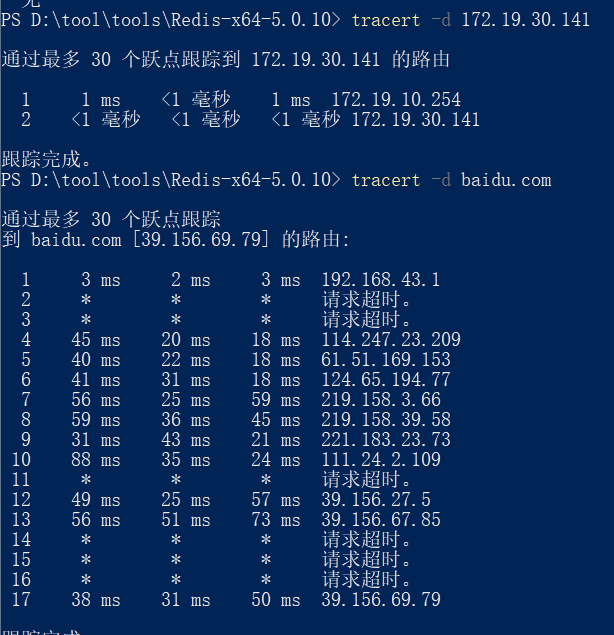 PS D:\tool\tools\Redis-x64-5.0.10> tracert -d 172.19.30.141
通过最多 30 个跃点跟踪到 172.19.30.141 的路由
1 1 ms <1 毫秒 1 ms 172.19.10.254
2 <1 毫秒 <1 毫秒 <1 毫秒 172.19.30.141
跟踪完成。
PS D:\tool\tools\Redis-x64-5.0.10> tracert -d baidu.com
通过最多 30 个跃点跟踪
到 baidu.com [39.156.69.79] 的路由:
1 3 ms 2 ms 3 ms 192.168.43.1
2 * * * 请求超时。
3 * * * 请求超时。
4 45 ms 20 ms 18 ms 114.247.23.209
5 40 ms 22 ms 18 ms 61.51.169.153
6 41 ms 31 ms 18 ms 124.65.194.77
7 56 ms 25 ms 59 ms 219.158.3.66
8 59 ms 36 ms 45 ms 219.158.39.58
9 31 ms 43 ms 21 ms 221.183.23.73
10 88 ms 35 ms 24 ms 111.24.2.109
11 * * * 请求超时。
12 49 ms 25 ms 57 ms 39.156.27.5
13 56 ms 51 ms 73 ms 39.156.67.85
14 * * * 请求超时。
15 * * * 请求超时。
16 * * * 请求超时。
17 38 ms 31 ms 50 ms 39.156.69.79